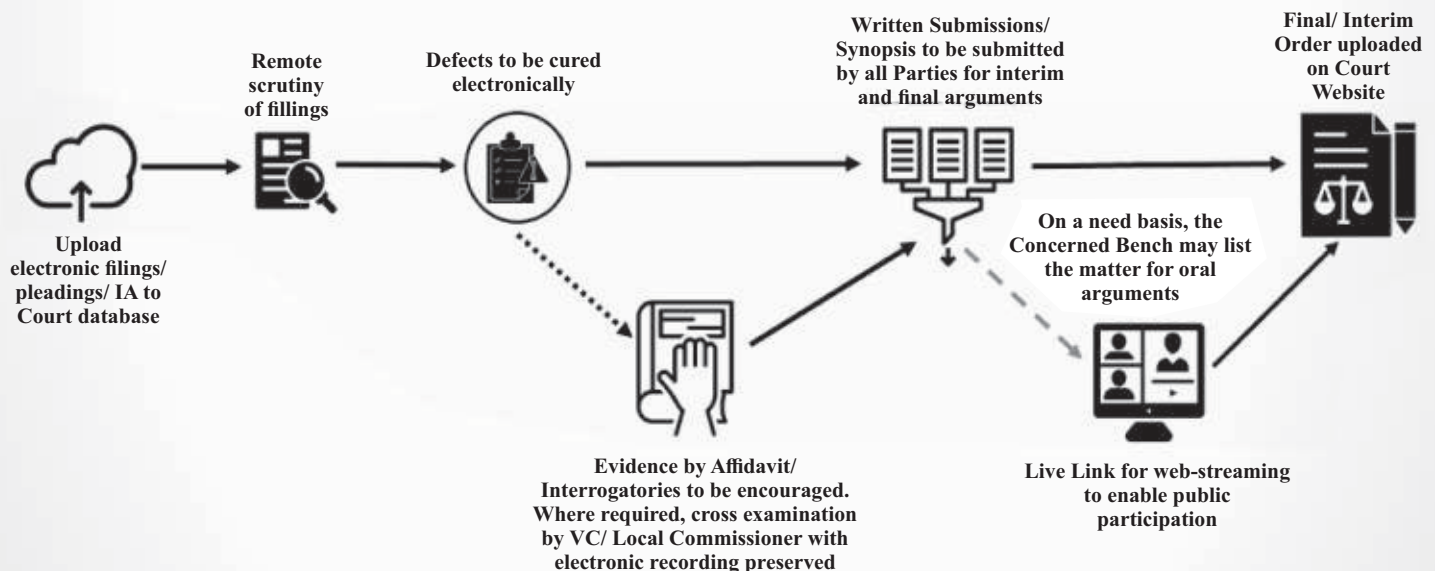 Upload
electronic filings/
pleadings/ IA to
Court database
Remote
scrutiny
of fillings
Defects to be cured
electronically
Evidence by Affidavit/
Interrogatories to be encouraged.
Where required, cross examination
by VC/ Local Commissioner with
electronic recording preserved
Written Submissions/
Synopsis to be submitted
by all Parties for interim
and final arguments
On a need basis, the
Concerned Bench may list
the matter for oral
arguments
Live Link for web-streaming
to enable public
participation
Final/ Interim
Order uploaded
on Court
Website